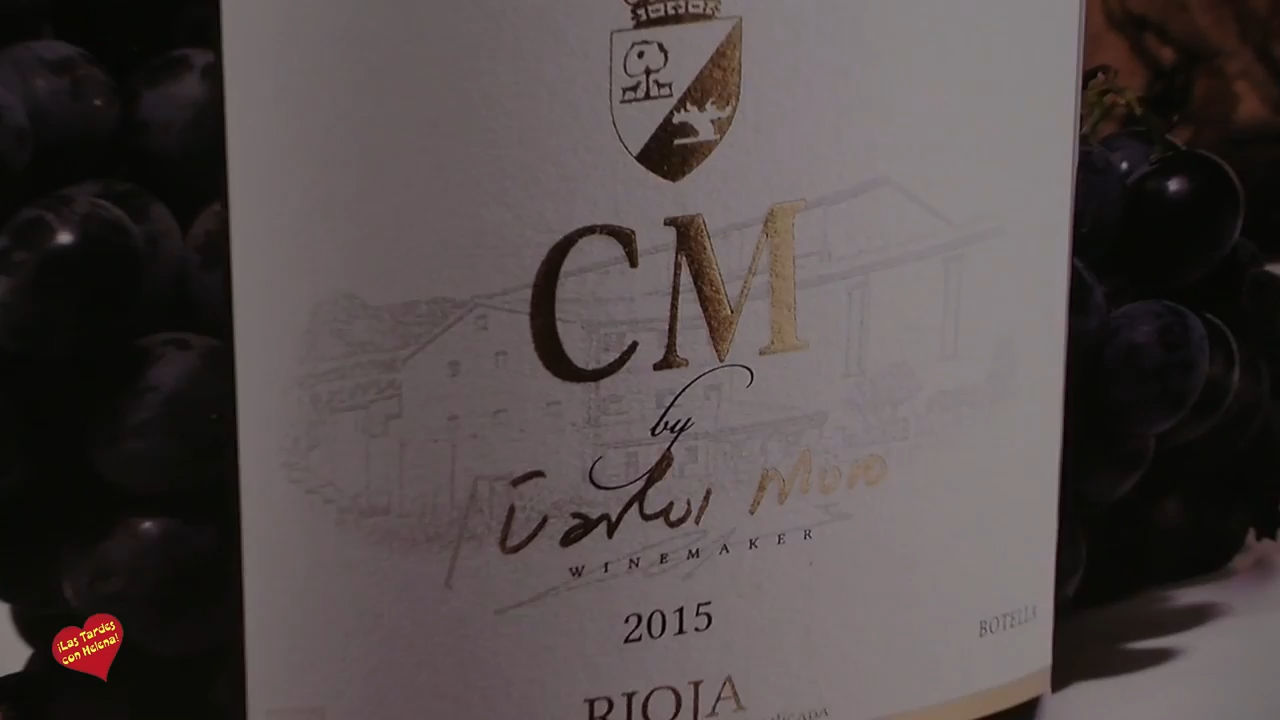 CM
by
Carlos Moro
WINEMAKER
2015
BOTELLA
RIOJA
¡Las Tardes
con Helena!